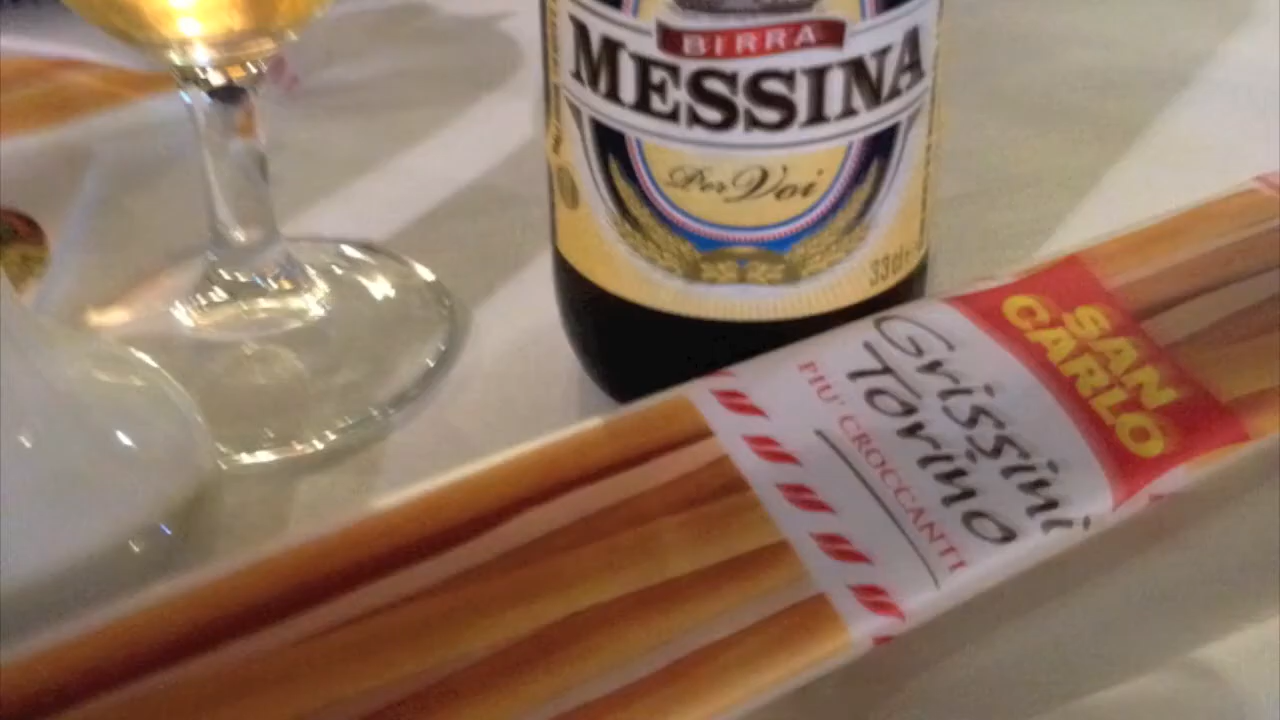 BIRRA
MESSINA
Per Voi
33cl
SAN
CARLO
Grissini
Torino
PIU' CROCCANTI